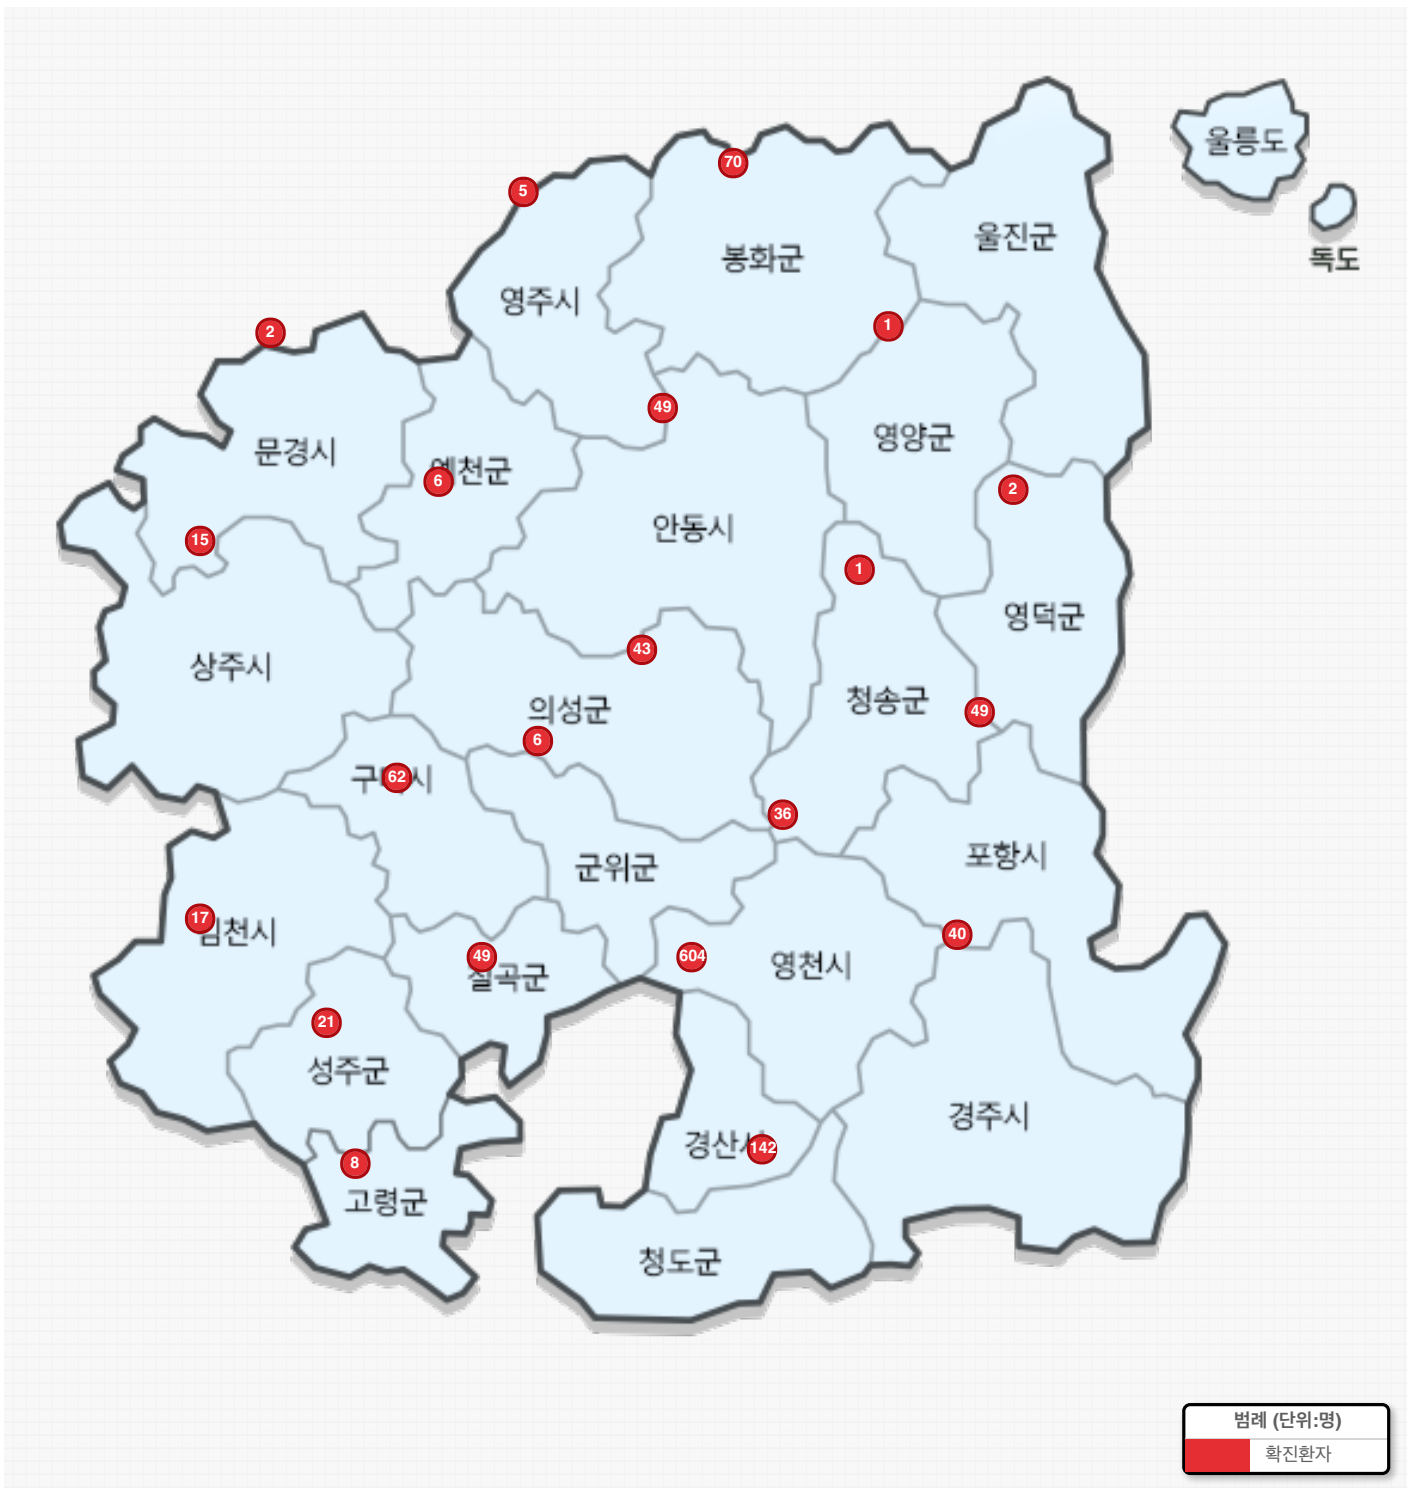 울릉도
70
5
울진군
봉화군
독도
영주시
1
2
49
영양군
문경시
천군
6
2
안동시
15
1
영덕군
43
상주시
청송군
의성군
49
6
구
62
시
36
포항시
군위군
17
천시
40
604
영천시
49
곡군
21
성주군
경주시
경산
142
8
고령군
청도군
범례 (단위:명)
확진환자